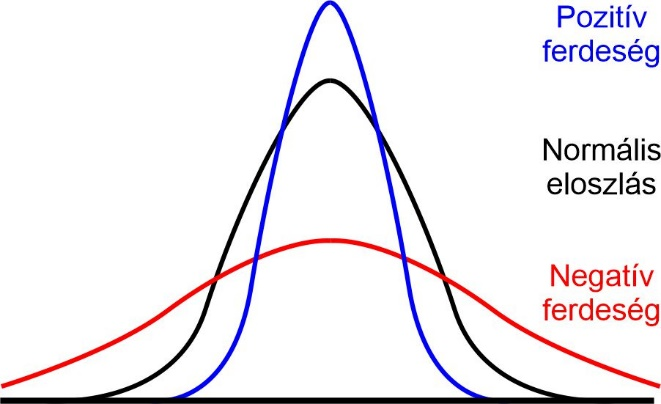 Pozitív
ferdeség
Normális
eloszlás
Negatív
ferdeség